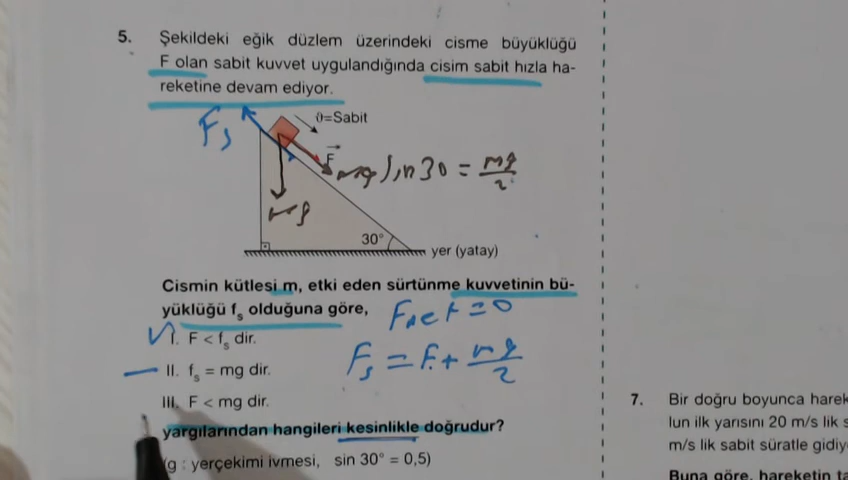 5. Şekildeki eğik düzlem üzerindeki cisme büyüklüğü
F olan sabit kuvvet uygulandığında cisim sabit hızla ha-
reketine devam ediyor.
ϑ=Sabit
Fs
F
mg sin30 = mg/2
mg
30°
yer (yatay)
Cismin kütlesi m, etki eden sürtünme kuvvetinin bü-
yüklüğü fs olduğuna göre,
Fnet=0
I. F < fs dir.
Fs = F + mg/2
II. fs = mg dir.
III. F < mg dir.
yargılarından hangileri kesinlikle doğrudur?
(g : yerçekimi ivmesi, sin 30° = 0,5)
7. Bir doğru boyunca harek
lun ilk yarısını 20 m/s lik s
m/s lik sabit süratle gidiy
Buna göre, hareketin ta